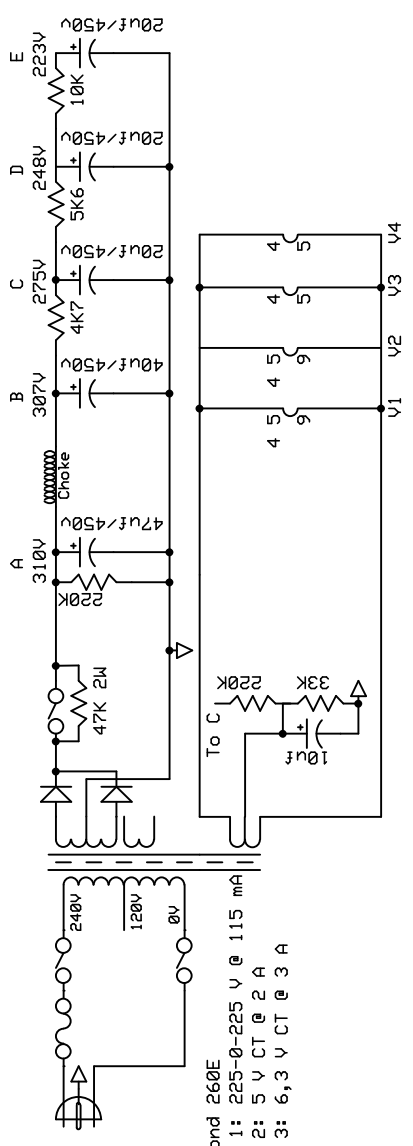 A
B
C
D
E
310V
307V
275V
248V
223V
Choke
4K7
5K6
10K
47uf/450v
40uf/450v
20uf/450v
20uf/450v
20uf/450v
220K
47K 2W
240V
120V
0V
To C
220K
33K
10uf
4 5
9
4 5
9
4
5
4
5
V1
V2
V3
V4
ond 260E
1: 225-0-225 V @ 115 mA
2: 5 V CT @ 2 A
3: 6,3 V CT @ 3 A